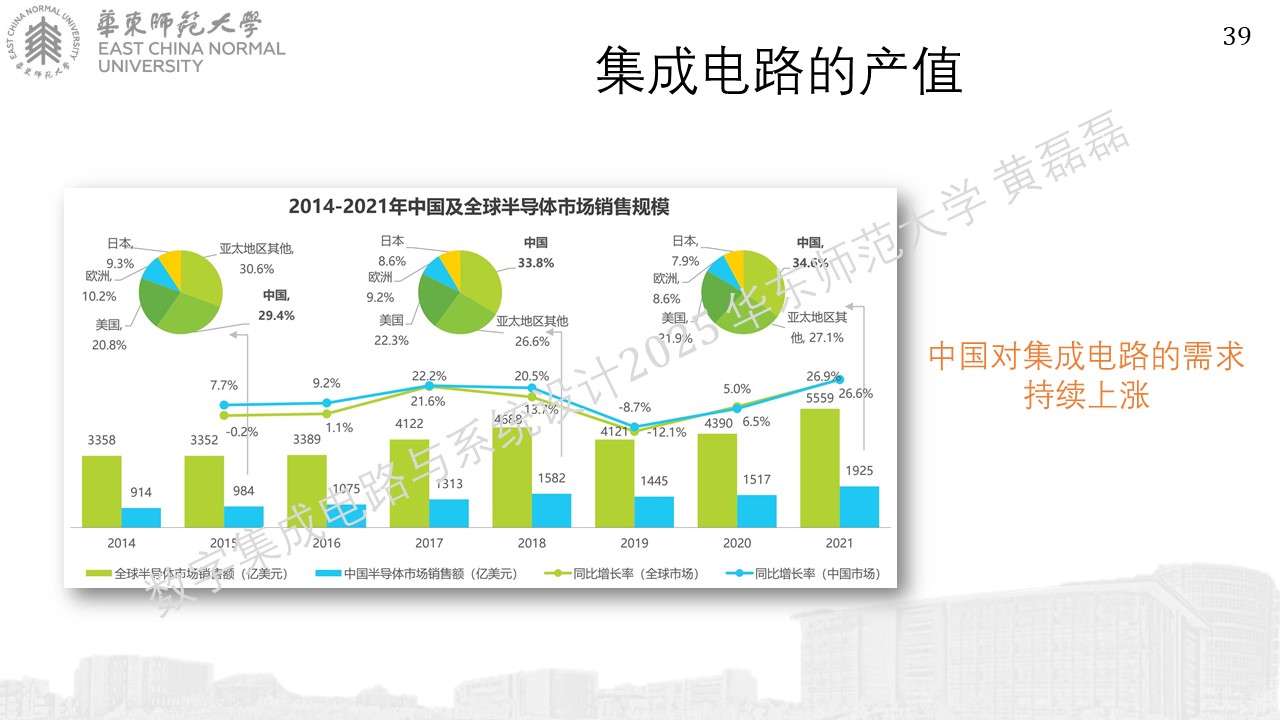 華東師範大學
EAST CHINA NORMAL
UNIVERSITY
EAST CHINA NORMAL UNIVERSITY
華東师范大学
39
集成电路的产值
2014-2021年中国及全球半导体市场销售规模
日本,
9.3%
欧洲,
10.2%
美国,
20.8%
亚太地区其他,
30.6%
中国,
29.4%
日本
8.6%
欧洲
9.2%
美国
22.3%
中国
33.8%
亚太地区其他
26.6%
日本,
7.9%
欧洲,
8.6%
美国,
21.9%
中国,
34.6%
亚太地区其
他, 27.1%
7.7%
9.2%
22.2%
20.5%
-8.7%
5.0%
26.9%
-0.2%
1.1%
21.6%
13.7%
-12.1%
6.5%
26.6%
3358
3352
3389
4122
4688
4121
4390
5559
914
984
1075
1313
1582
1445
1517
1925
2014
2015
2016
2017
2018
2019
2020
2021
全球半导体市场销售额（亿美元）
中国半导体市场销售额（亿美元）
同比增长率（全球市场）
同比增长率（中国市场）
中国对集成电路的需求
持续上涨
数字集成电路与系统设计2025 华东师范大学 黄磊磊